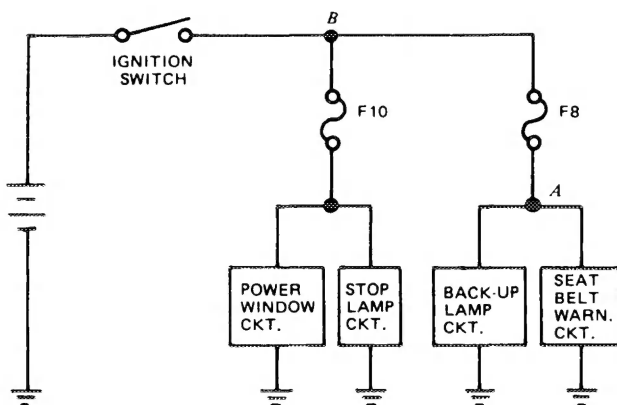 B
IGNITION
SWITCH
F10
F8
A
POWER
WINDOW
CKT.
STOP
LAMP
CKT.
BACK-UP
LAMP
CKT.
SEAT
BELT
WARN.
CKT.